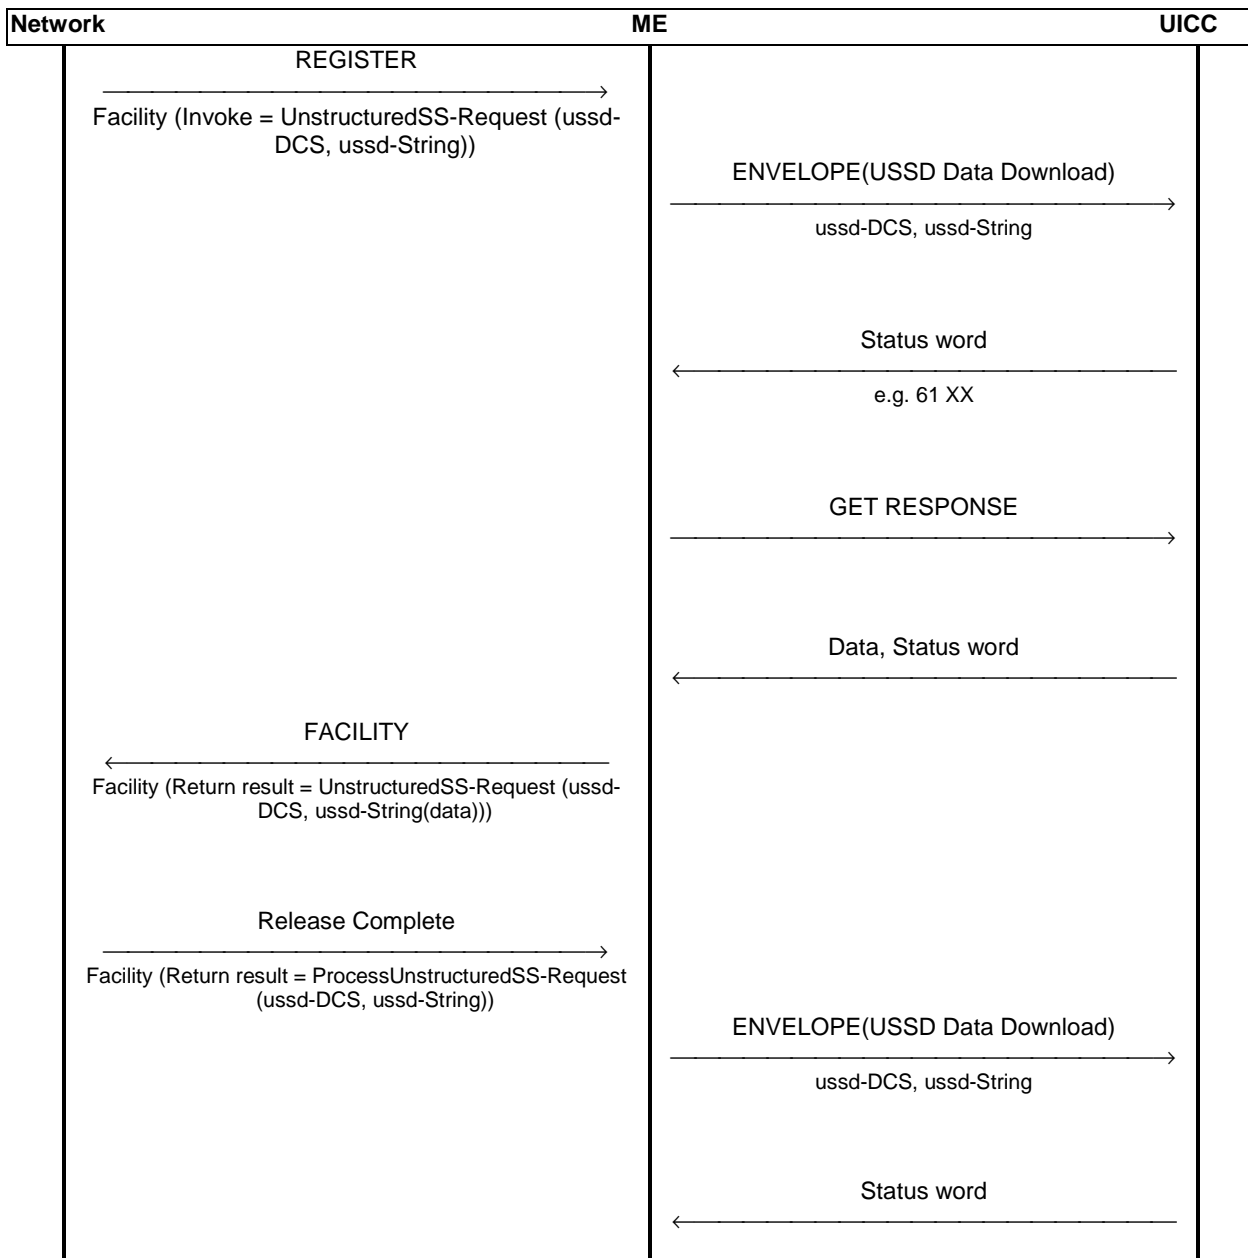 Network ME UICC
REGISTER
Facility (Invoke = UnstructuredSS-Request (ussd-
DCS, ussd-String))
ENVELOPE(USSD Data Download)
ussd-DCS, ussd-String
Status word
e.g. 61 XX
GET RESPONSE
Data, Status word
FACILITY
Facility (Return result = UnstructuredSS-Request (ussd-
DCS, ussd-String(data)))
Release Complete
Facility (Return result = ProcessUnstructuredSS-Request
(ussd-DCS, ussd-String))
ENVELOPE(USSD Data Download)
ussd-DCS, ussd-String
Status word